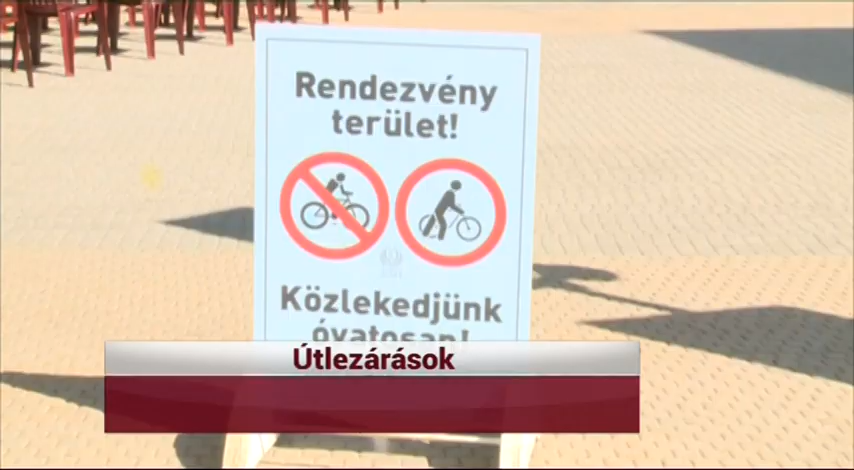 Rendezvény
terület!
Közlekedjünk
óvatosan!
Útlezárások